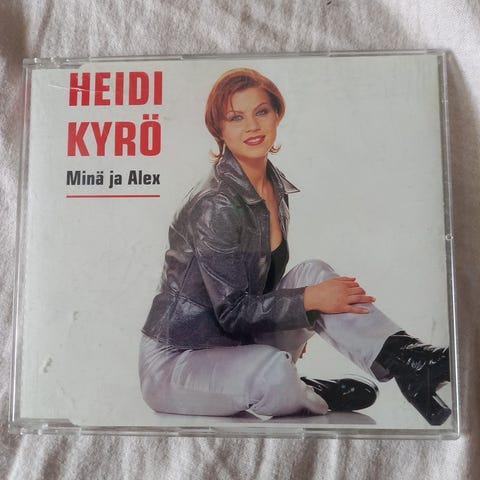 HEIDI
KYRÖ
Minä ja Alex